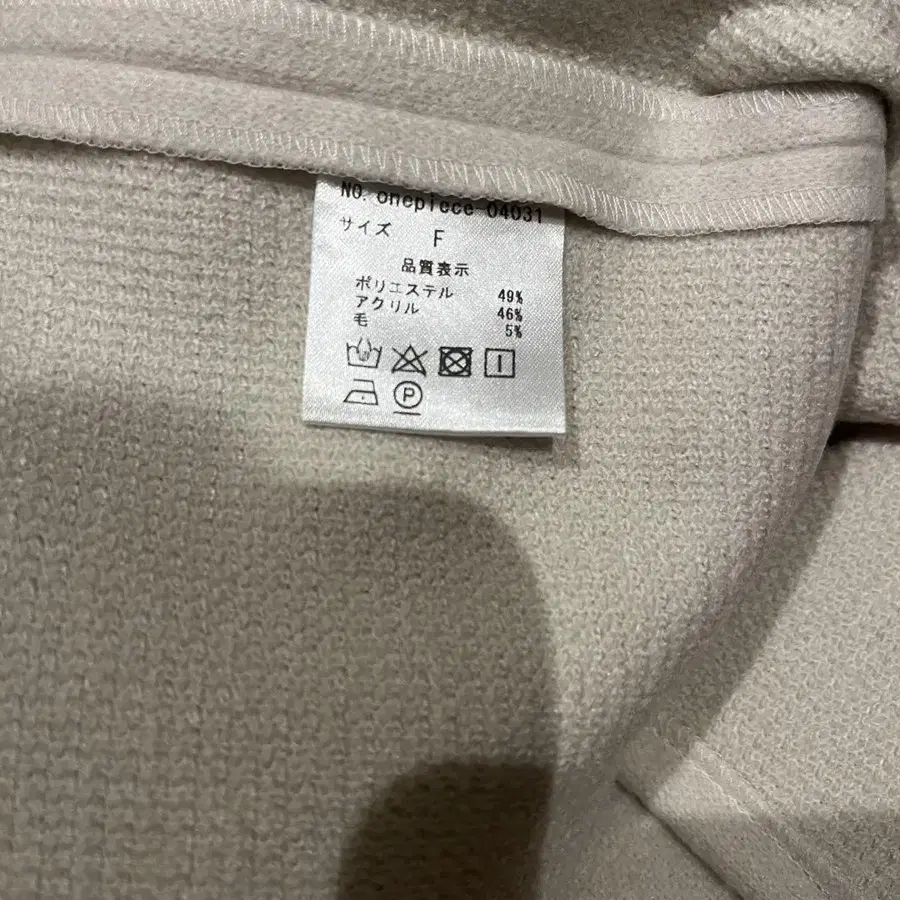 NO. onepiece-04031
サイズ F
品質表示
ポリエステル 49%
アクリル 46%
毛 5%
P